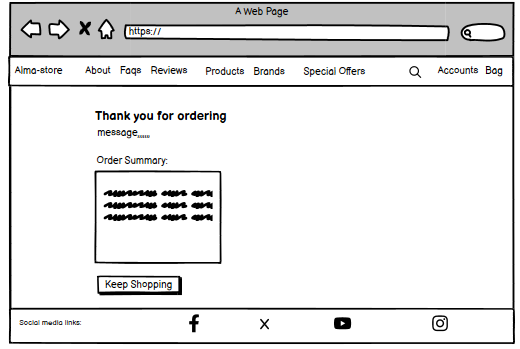 A Web Page
https://
Alma-store About Faqs Reviews Products Brands Special Offers Accounts Bag
Thank you for ordering
message,,,,,,
Order Summary:
Keep Shopping
Social media links: